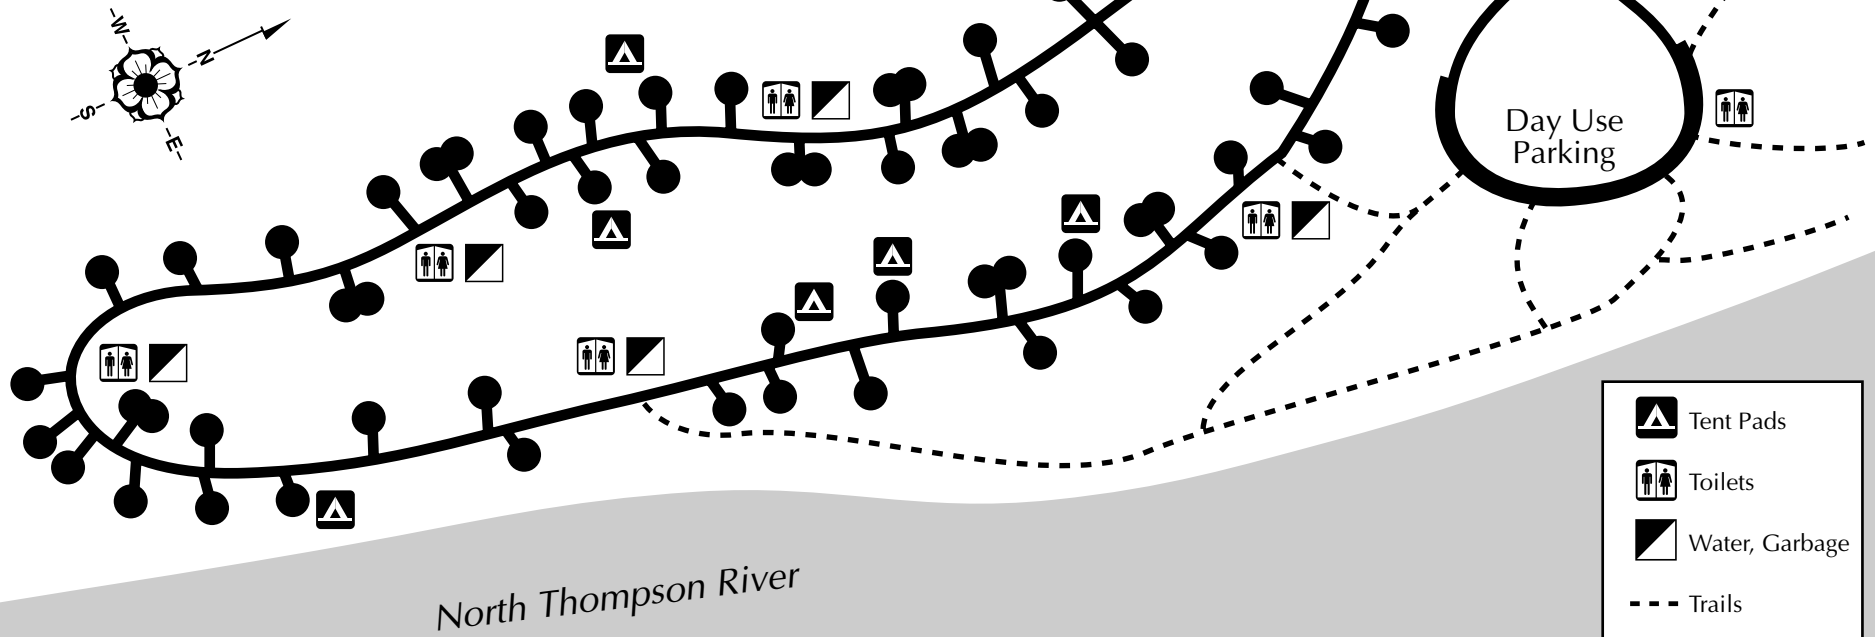 -W-
-N
S-
-E-
Day Use
Parking
North Thompson River
Tent Pads
Toilets
Water, Garbage
Trails